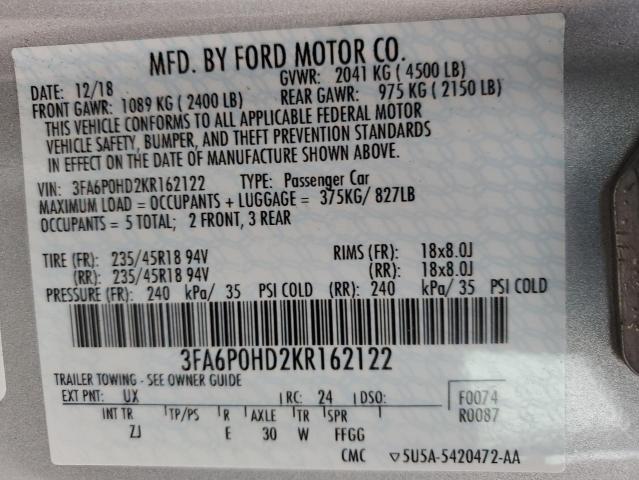 MFD. BY FORD MOTOR CO.
DATE: 12/18 GVWR: 2041 KG ( 4500 LB)
FRONT GAWR: 1089 KG ( 2400 LB) REAR GAWR: 975 KG ( 2150 LB)
THIS VEHICLE CONFORMS TO ALL APPLICABLE FEDERAL MOTOR
VEHICLE SAFETY, BUMPER, AND THEFT PREVENTION STANDARDS
IN EFFECT ON THE DATE OF MANUFACTURE SHOWN ABOVE.
VIN: 3FA6P0HD2KR162122 TYPE: Passenger Car
MAXIMUM LOAD = OCCUPANTS + LUGGAGE = 375KG/ 827LB
OCCUPANTS = 5 TOTAL; 2 FRONT, 3 REAR
TIRE (FR): 235/45R18 94V RIMS (FR): 18x8.0J
(RR): 235/45R18 94V (RR): 18x8.0J
PRESSURE (FR): 240 kPa/ 35 PSI COLD (RR): 240 kPa/ 35 PSI COLD
3FA6P0HD2KR162122
TRAILER TOWING - SEE OWNER GUIDE
EXT PNT: UX RC: 24 DSO: F0074
INT TR TP/PS R AXLE TR SPR R0087
ZJ E 30 W FFGG
CMC ▽5U5A-5420472-AA